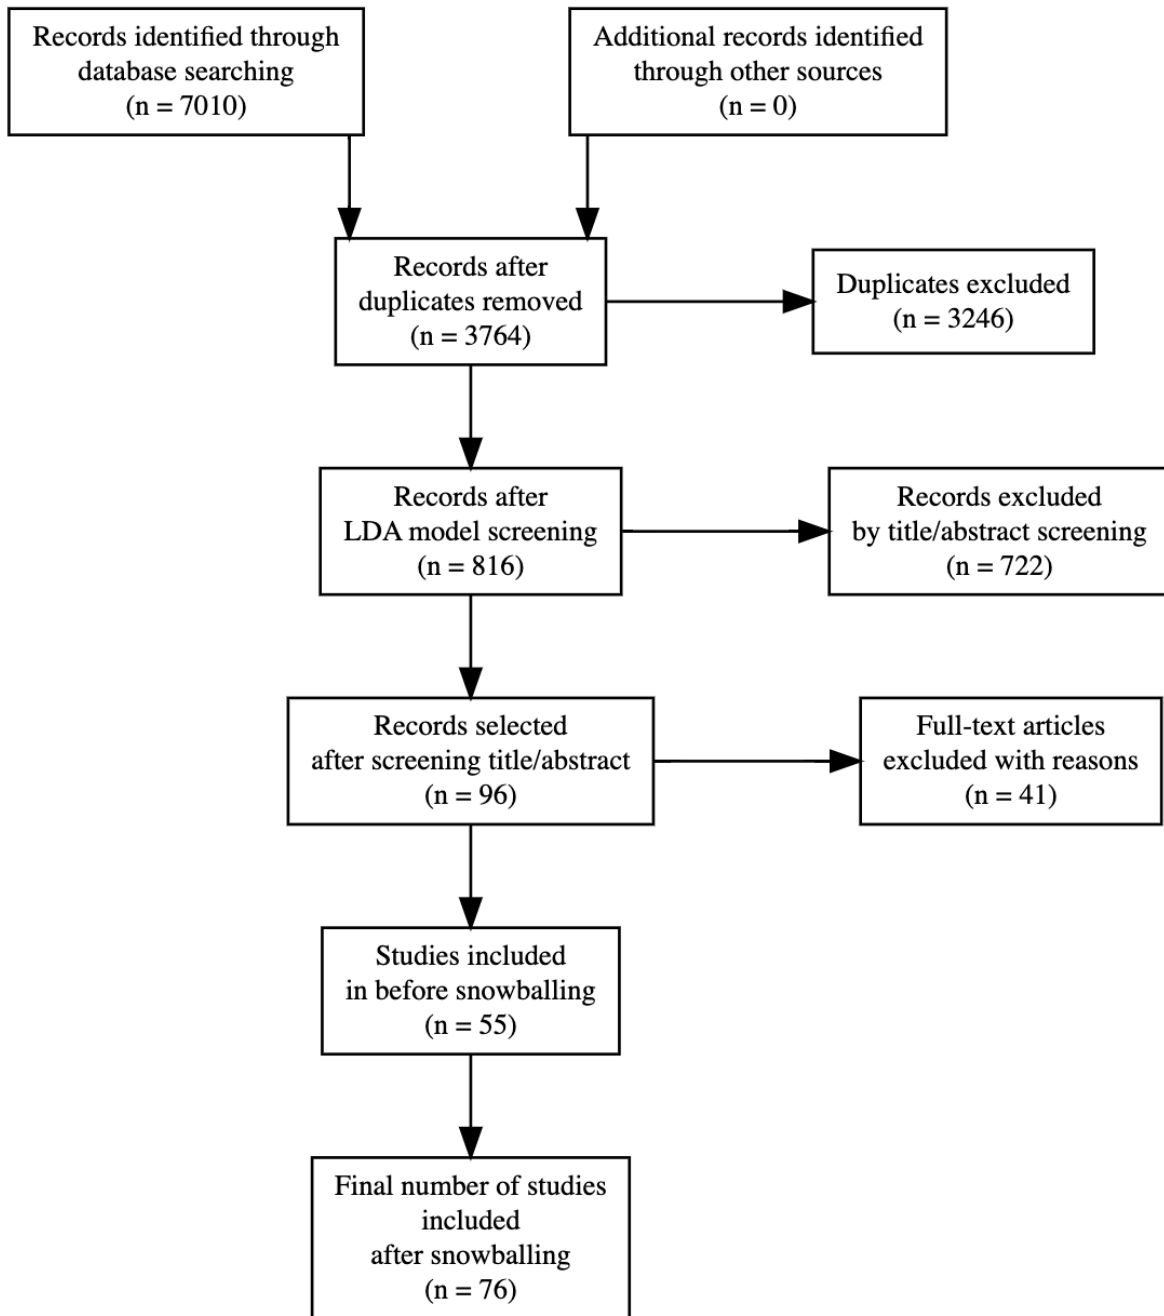 Records identified through
database searching
(n = 7010)
Additional records identified
through other sources
(n = 0)
Records after
duplicates removed
(n = 3764)
Duplicates excluded
(n = 3246)
Records after
LDA model screening
(n = 816)
Records excluded
by title/abstract screening
(n = 722)
Records selected
after screening title/abstract
(n = 96)
Full-text articles
excluded with reasons
(n = 41)
Studies included
in before snowballing
(n = 55)
Final number of studies
included
after snowballing
(n = 76)